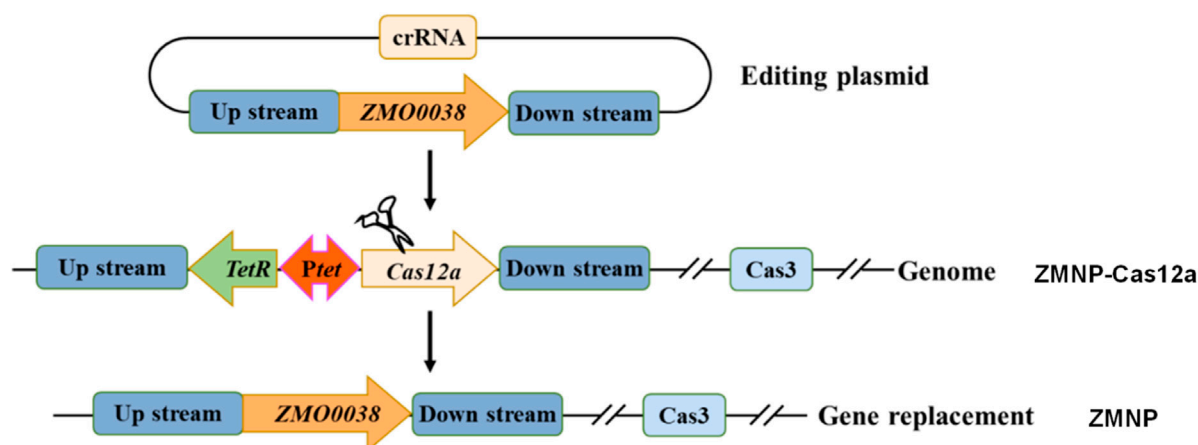 crRNA
Editing plasmid
Up stream ZMO0038 Down stream
Up stream TetR Ptet Cas12a Down stream Cas3 Genome ZMNP-Cas12a
Up stream ZMO0038 Down stream Cas3 Gene replacement ZMNP